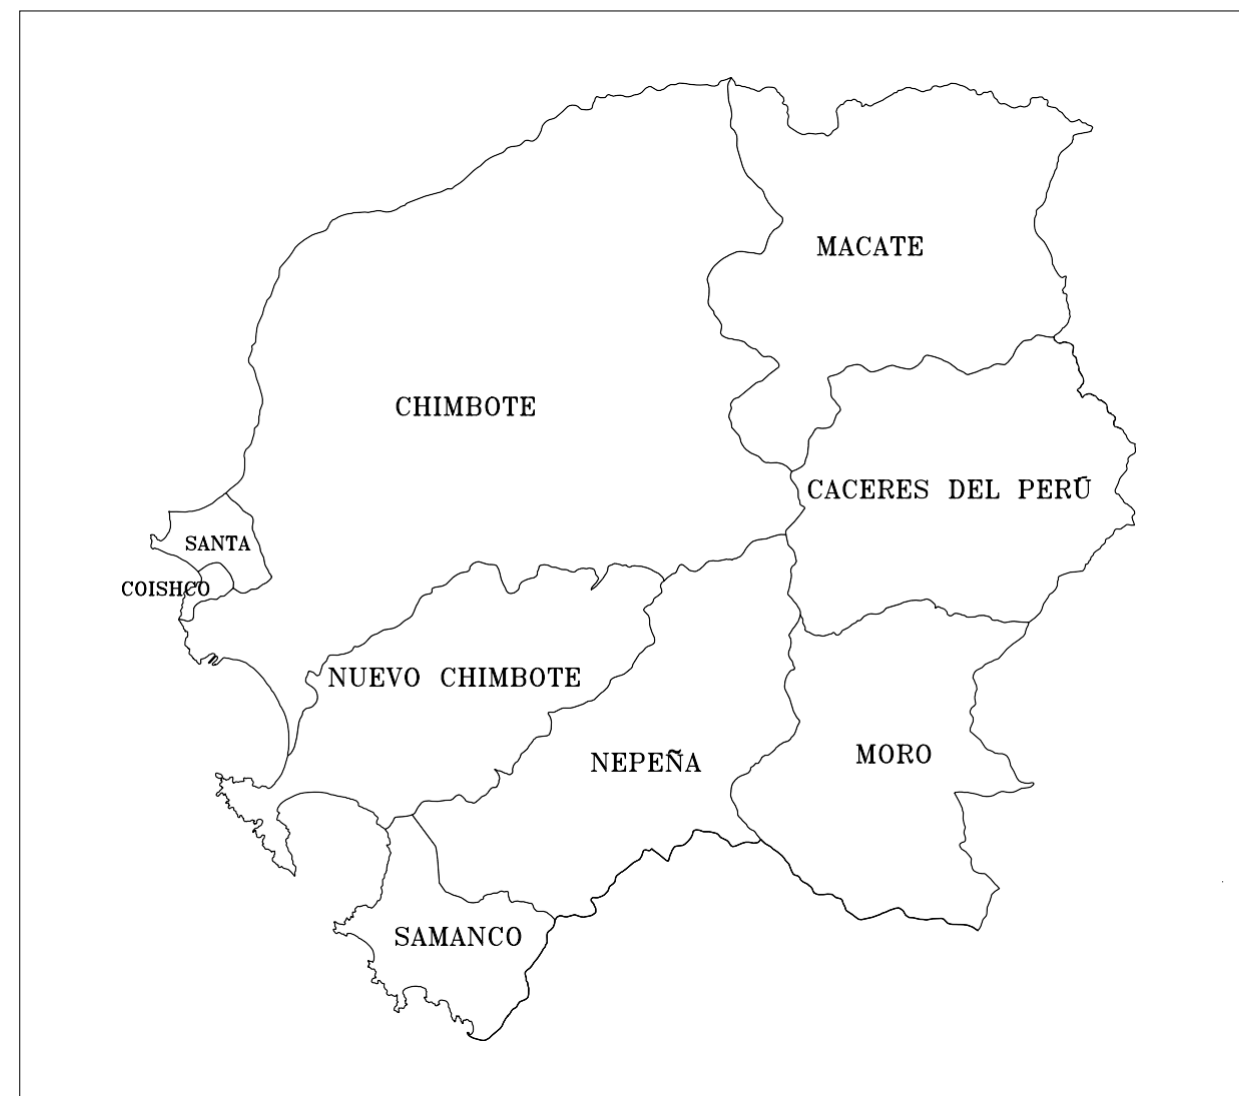 MACATE
CHIMBOTE
CACERES DEL PERÚ
SANTA
COISHCO
NUEVO CHIMBOTE
NEPEÑA
MORO
SAMANCO